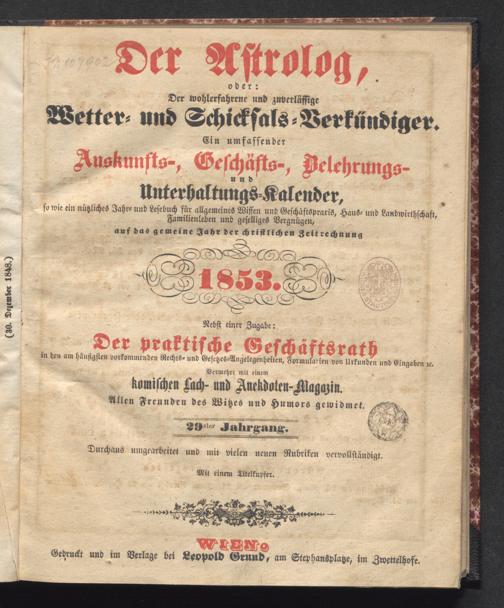 Der Astrolog,
oder:
Der wohlerfahrene und zuverlässige
Wetter- und Schicksals-Verkündiger.
Ein umfassender
Auskunfts-, Geschäfts-, Belehrungs-
und
Unterhaltungs-Kalender,
so wie ein nützliches Jahr- und Lesebuch für allgemeines Wissen und Geschäftspraxis, Haus- und Landwirthschaft,
Familienleben und geselliges Vergnügen,
auf das gemeine Jahr der christlichen Zeitrechnung
1853.
(30. Dezember 1848.)
Nebst einer Zugabe:
Der praktische Geschäftsrath
in den am häufigsten vorkommenden Rechts- und Gesetzes-Angelegenheiten, Formularien von Urkunden und Eingaben ꝛc.
Vermehrt mit einem
komischen Lach- und Anekdoten-Magazin.
Allen Freunden des Witzes und Humors gewidmet.
29ster Jahrgang.
Durchaus umgearbeitet und mit vielen neuen Rubriken vervollständigt.
Mit einem Titelkupfer.
WIEN.
Gedruckt und im Verlage bei Leopold Grund, am Stephansplatze, im Zwettelhofe.